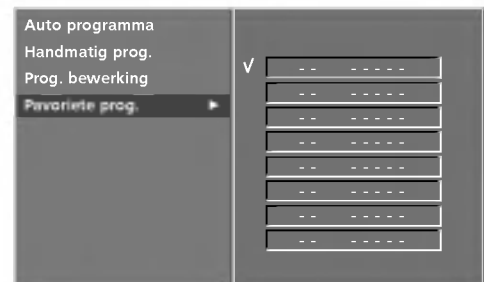 Auto programma
Handmatig prog.
Prog. bewerking
Favoriete prog. ►
√ -- -----
-- -----
-- -----
-- -----
-- -----
-- -----
-- -----
-- -----